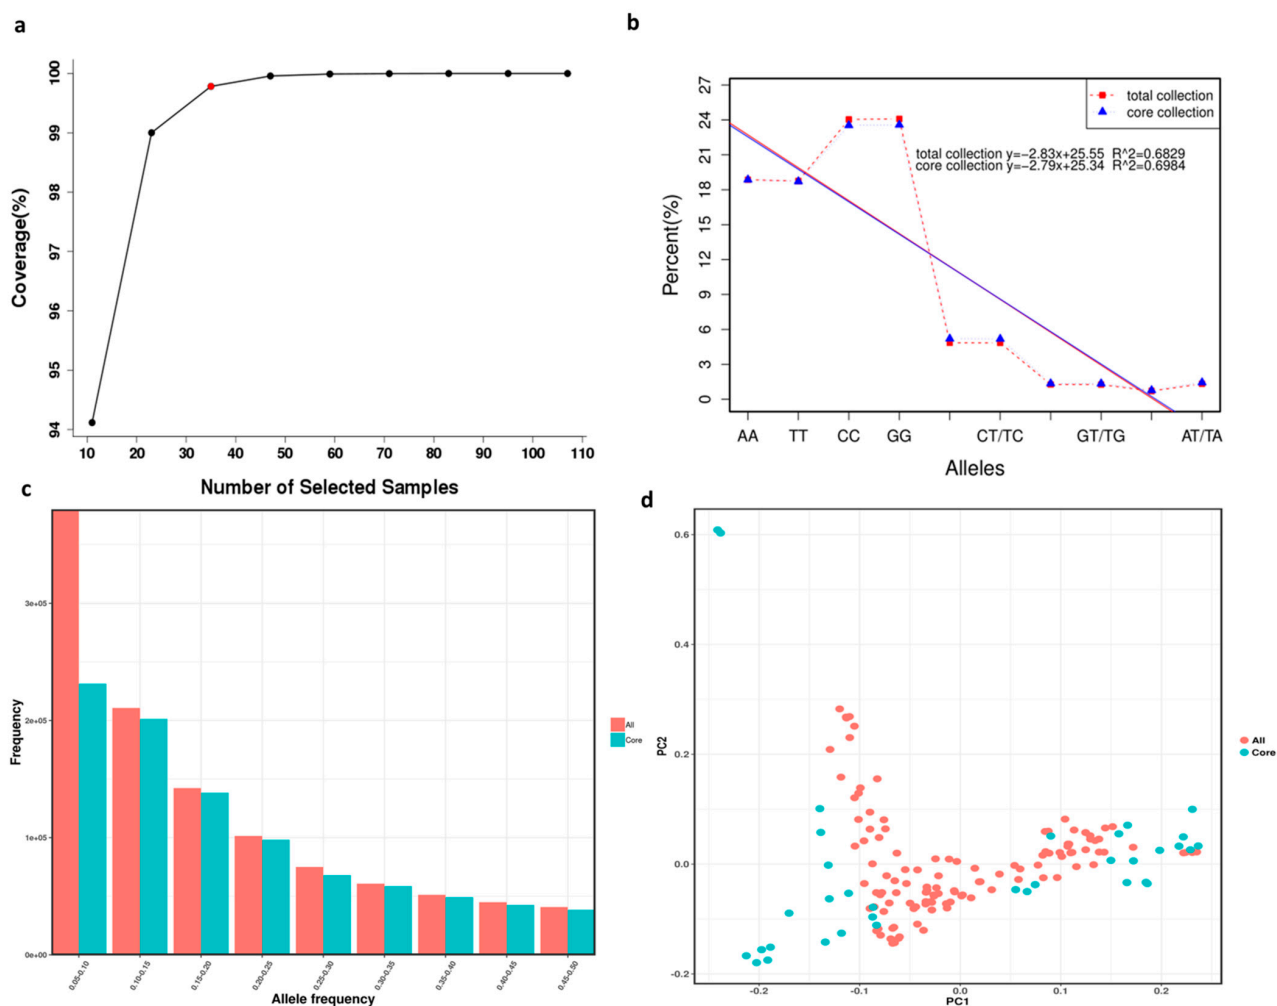 a
100
99
98
97
96
95
94
Coverage(%)
10 20 30 40 50 60 70 80 90 100 110
Number of Selected Samples
b
27
24
21
18
15
12
9
6
3
0
Percent(%)
total collection
core collection
total collection y=−2.83x+25.55 R^2=0.6829
core collection y=−2.79x+25.34 R^2=0.6984
AA TT CC GG CT/TC GT/TG AT/TA
Alleles
c
3e+05
2e+05
1e+05
0e+00
Frequency
0.05-0.10 0.10-0.15 0.15-0.20 0.20-0.25 0.25-0.30 0.30-0.35 0.35-0.40 0.40-0.45 0.45-0.50
Allele frequency
All
Core
d
0.6
0.4
0.2
0.0
-0.2
PC2
-0.2 -0.1 0.0 0.1 0.2
PC1
All
Core